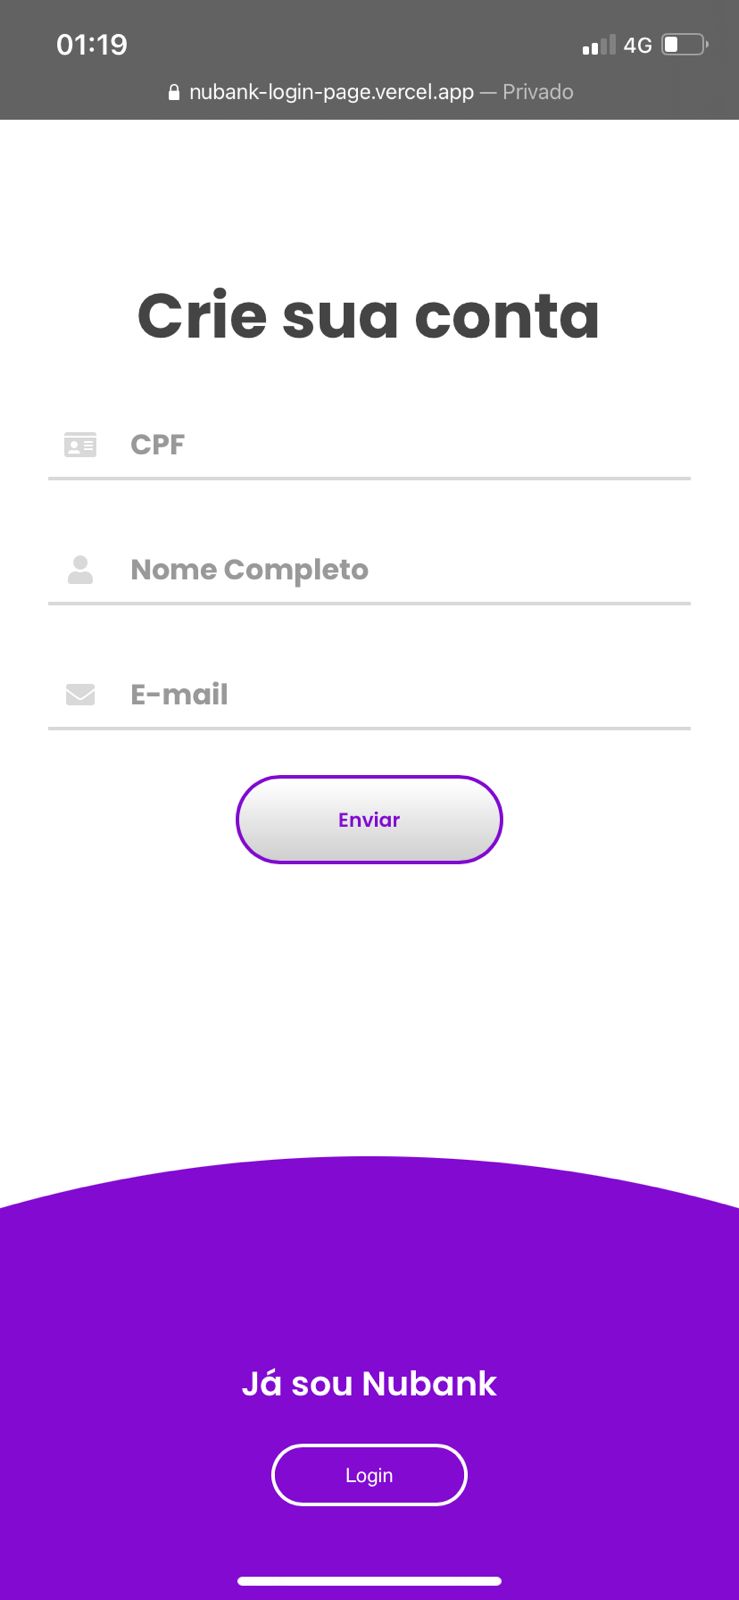 01:19
4G
nubank-login-page.vercel.app — Privado
Crie sua conta
CPF
Nome Completo
E-mail
Enviar
Já sou Nubank
Login